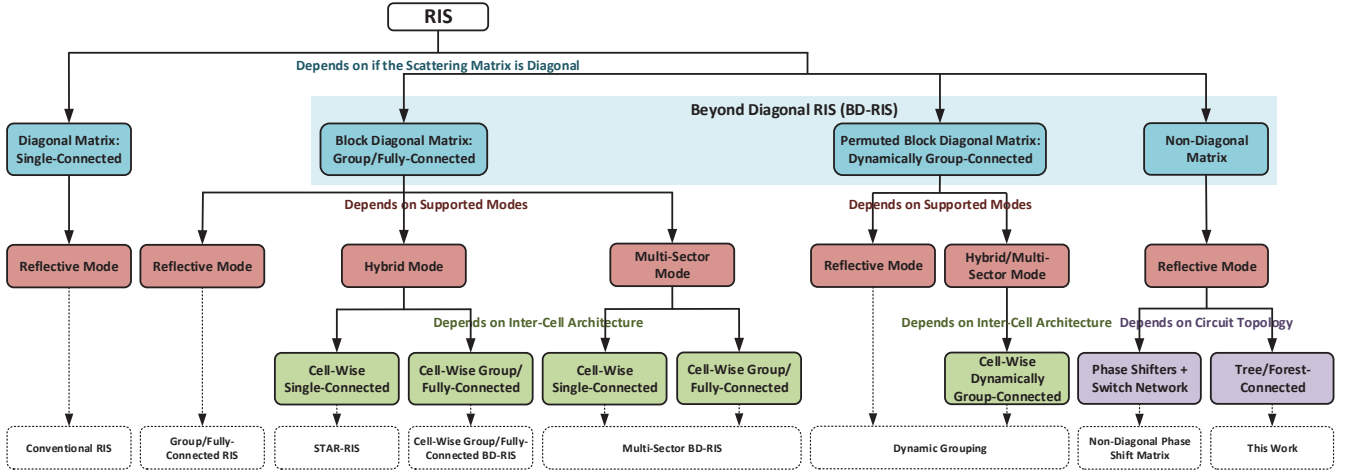 RIS
Depends on if the Scattering Matrix is Diagonal
Beyond Diagonal RIS (BD-RIS)
Diagonal Matrix:
Single-Connected
Block Diagonal Matrix:
Group/Fully-Connected
Permuted Block Diagonal Matrix:
Dynamically Group-Connected
Non-Diagonal
Matrix
Depends on Supported Modes
Depends on Supported Modes
Reflective Mode
Reflective Mode
Hybrid Mode
Multi-Sector
Mode
Reflective Mode
Hybrid/Multi-
Sector Mode
Reflective Mode
Depends on Inter-Cell Architecture
Depends on Inter-Cell Architecture
Depends on Circuit Topology
Cell-Wise
Single-Connected
Cell-Wise Group/
Fully-Connected
Cell-Wise
Single-Connected
Cell-Wise Group/
Fully-Connected
Cell-Wise
Dynamically
Group-Connected
Phase Shifters +
Switch Network
Tree/Forest-
Connected
Conventional RIS
Group/Fully-
Connected RIS
STAR-RIS
Cell-Wise Group/Fully-
Connected BD-RIS
Multi-Sector BD-RIS
Dynamic Grouping
Non-Diagonal Phase
Shift Matrix
This Work